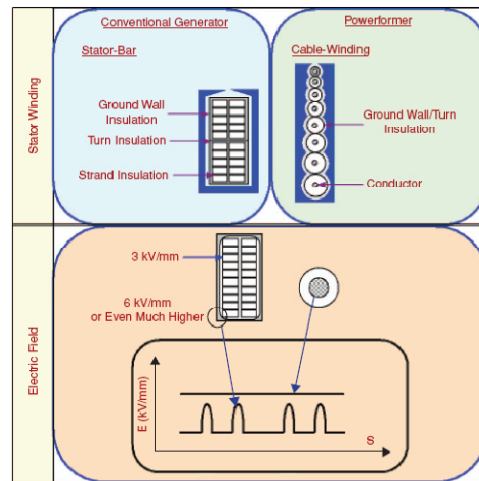 Conventional Generator
Powerformer
Stator-Bar
Cable-Winding
Stator Winding
Ground Wall
Insulation
Turn Insulation
Strand Insulation
Ground Wall/Turn
Insulation
Conductor
Electric Field
3 kV/mm
6 kV/mm
or Even Much Higher
E (kV/mm)
S